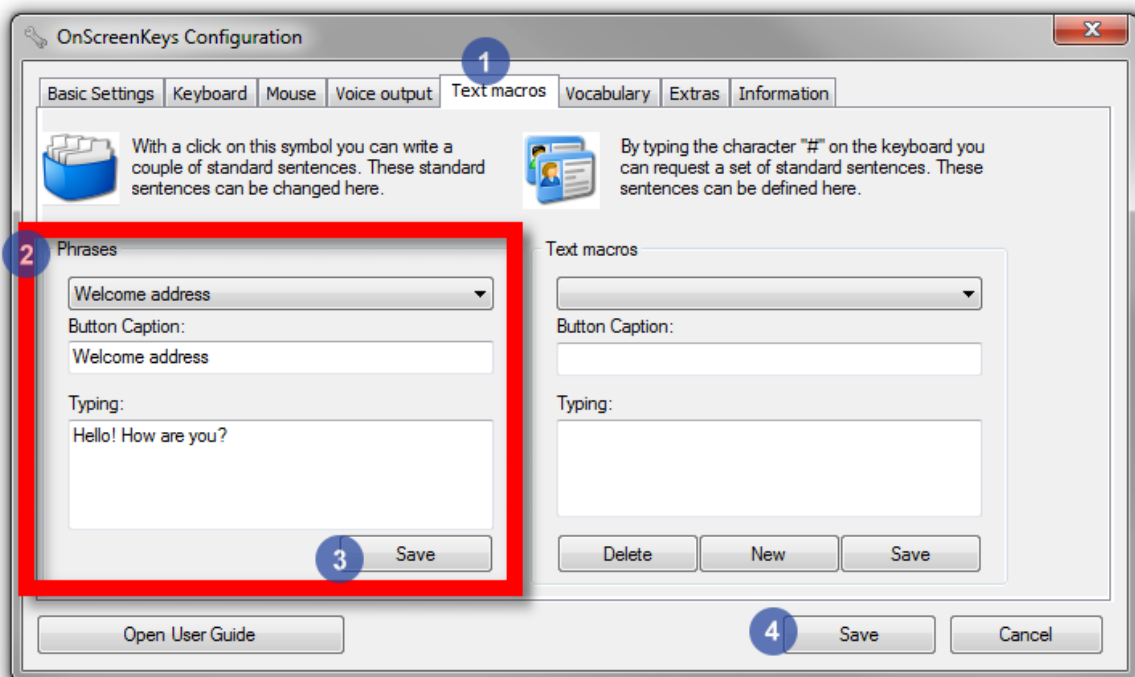 OnScreenKeys Configuration
1
Basic Settings Keyboard Mouse Voice output Text macros Vocabulary Extras Information
With a click on this symbol you can write a
couple of standard sentences. These standard
sentences can be changed here.
By typing the character "#" on the keyboard you
can request a set of standard sentences. These
sentences can be defined here.
2
Phrases
Welcome address
Button Caption:
Welcome address
Typing:
Hello! How are you?
3
Save
Text macros
Button Caption:
Typing:
Delete New Save
Open User Guide
4
Save
Cancel